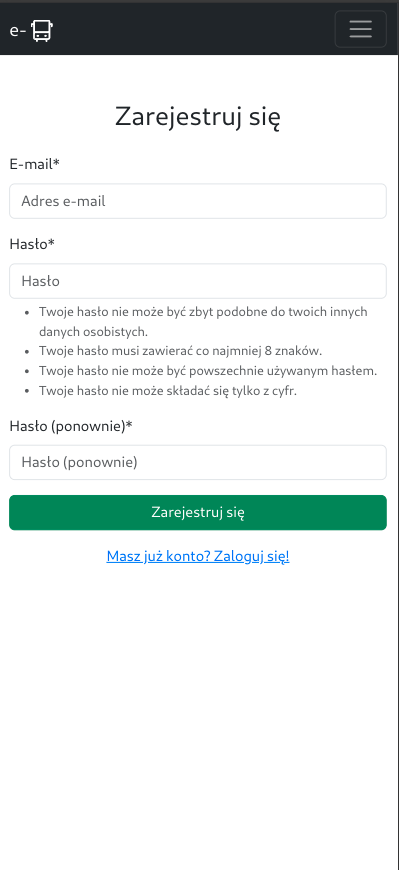 e-
Zarejestruj się
E-mail*
Adres e-mail
Hasło*
Hasło
• Twoje hasło nie może być zbyt podobne do twoich innych
danych osobistych.
• Twoje hasło musi zawierać co najmniej 8 znaków.
• Twoje hasło nie może być powszechnie używanym hasłem.
• Twoje hasło nie może składać się tylko z cyfr.
Hasło (ponownie)*
Hasło (ponownie)
Zarejestruj się
Masz już konto? Zaloguj się!